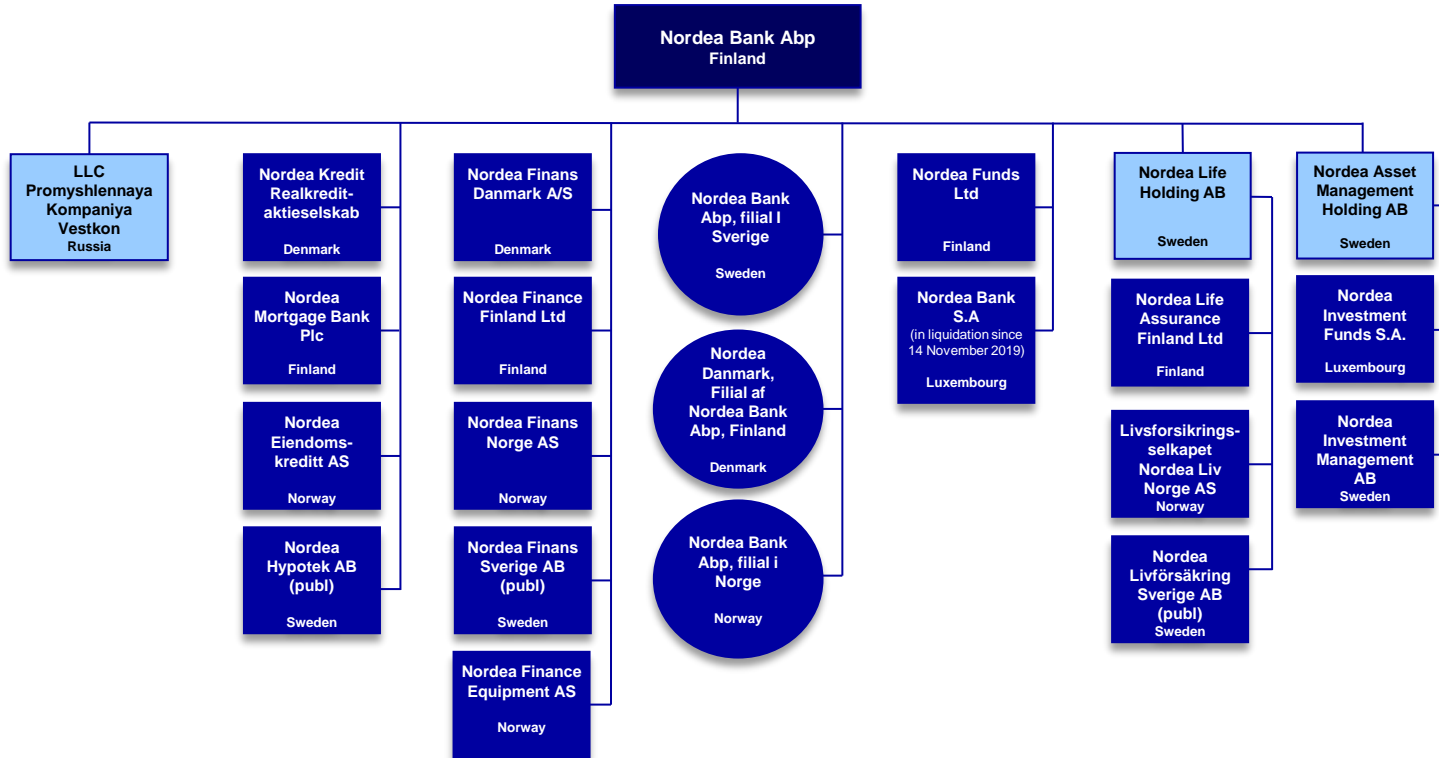 Nordea Bank Abp
Finland
LLC
Promyshlennaya
Kompaniya
Vestkon
Russia
Nordea Kredit
Realkredit-
aktieselskab
Denmark
Nordea
Mortgage Bank
Plc
Finland
Nordea
Eiendoms-
kreditt AS
Norway
Nordea
Hypotek AB
(publ)
Sweden
Nordea Finans
Danmark A/S
Denmark
Nordea Finance
Finland Ltd
Finland
Nordea Finans
Norge AS
Norway
Nordea Finans
Sverige AB
(publ)
Sweden
Nordea Finance
Equipment AS
Norway
Nordea Bank
Abp, filial I
Sverige
Sweden
Nordea
Danmark,
Filial af
Nordea Bank
Abp, Finland
Denmark
Nordea Bank
Abp, filial i
Norge
Norway
Nordea Funds
Ltd
Finland
Nordea Bank
S.A
(in liquidation since
14 November 2019)
Luxembourg
Nordea Life
Holding AB
Sweden
Nordea Life
Assurance
Finland Ltd
Finland
Livsforsikrings-
selkapet
Nordea Liv
Norge AS
Norway
Nordea
Livförsäkring
Sverige AB
(publ)
Sweden
Nordea Asset
Management
Holding AB
Sweden
Nordea
Investment
Funds S.A.
Luxembourg
Nordea
Investment
Management
AB
Sweden